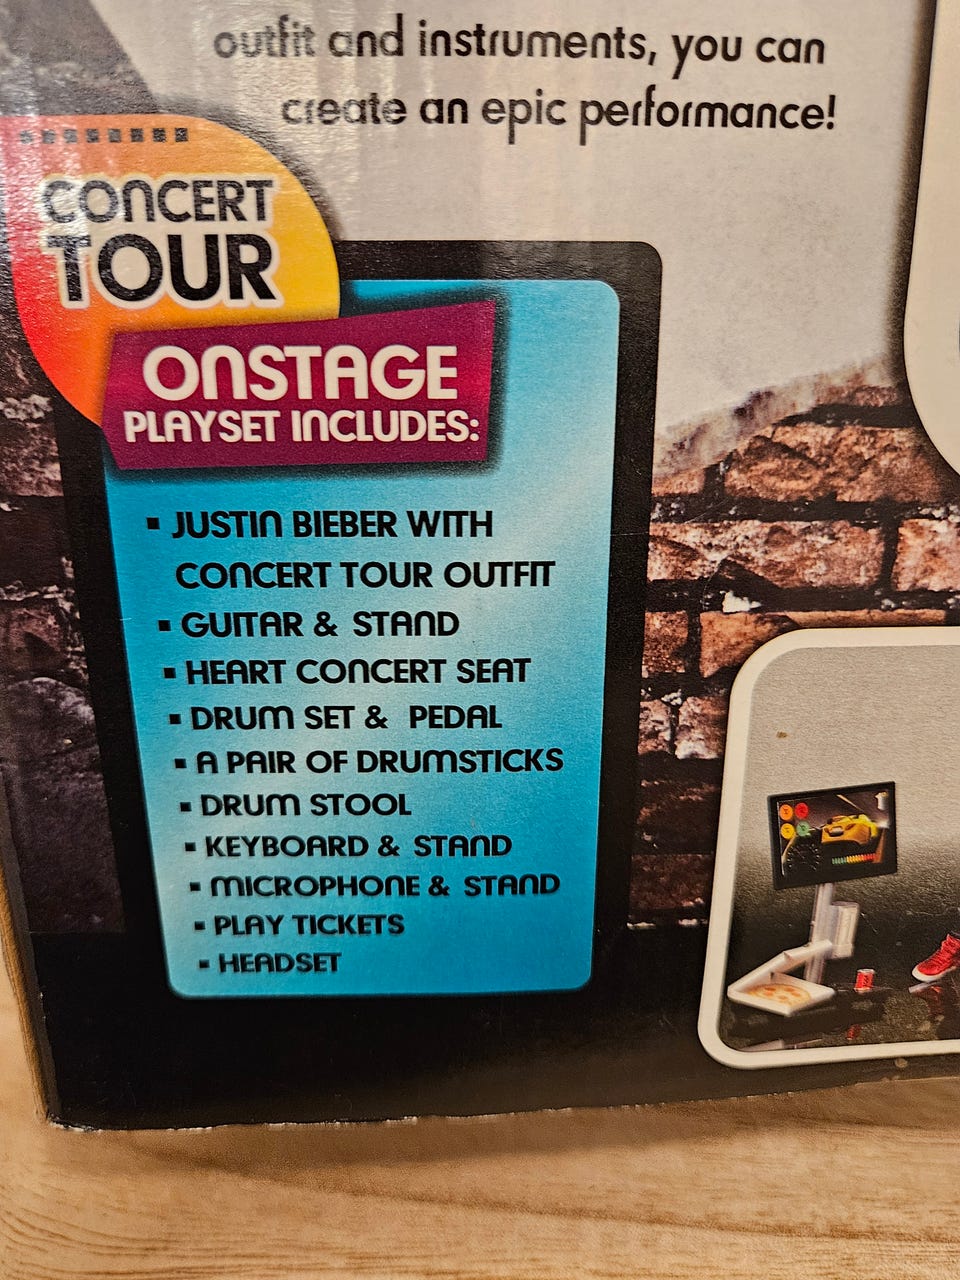 outfit and instruments, you can
create an epic performance!
CONCERT
TOUR
ONSTAGE
PLAYSET INCLUDES:
▪ JUSTIN BIEBER WITH
CONCERT TOUR OUTFIT
▪ GUITAR & STAND
▪ HEART CONCERT SEAT
▪ DRUM SET & PEDAL
▪ A PAIR OF DRUMSTICKS
▪ DRUM STOOL
▪ KEYBOARD & STAND
▪ MICROPHONE & STAND
▪ PLAY TICKETS
▪ HEADSET